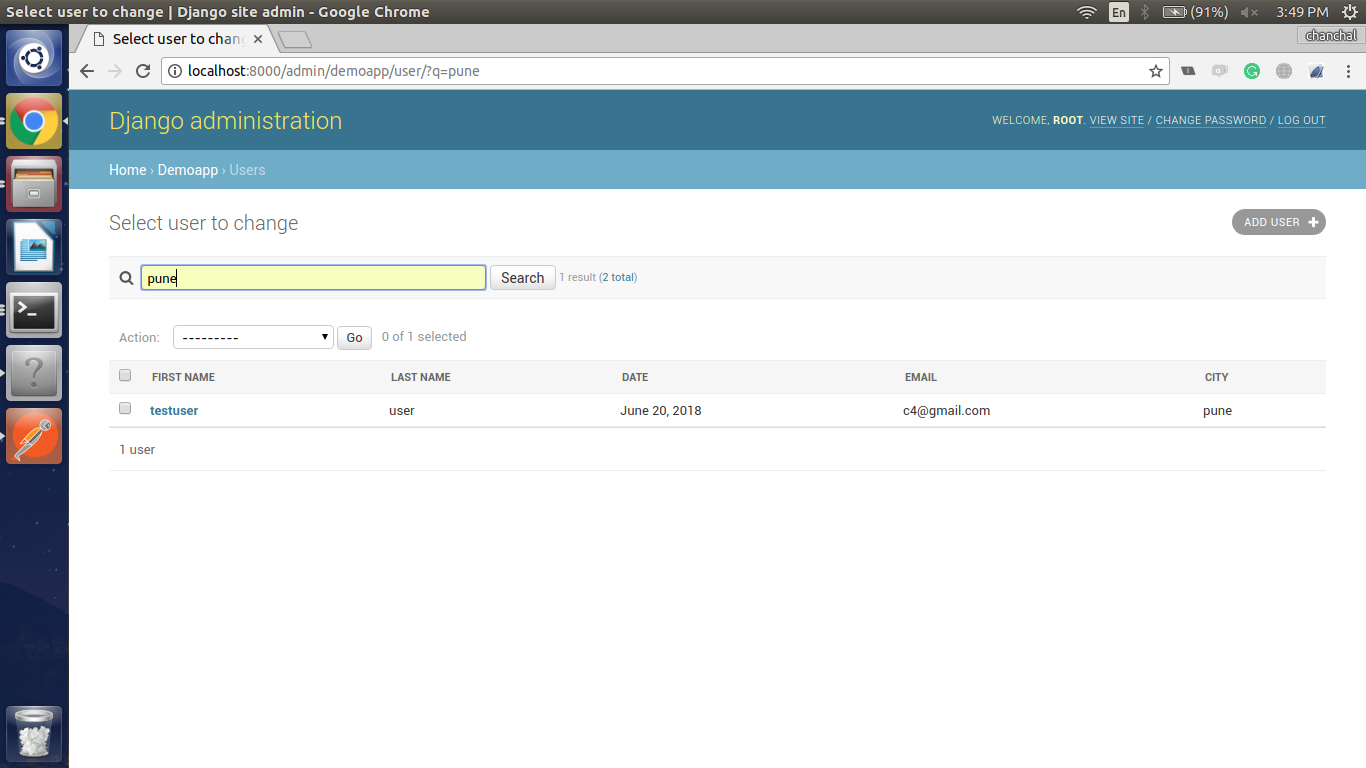 Select user to change | Django site admin - Google Chrome
En
(91%)
3:49 PM
Select user to chan
chanchal
localhost:8000/admin/demoapp/user/?q=pune
Django administration
WELCOME, ROOT. VIEW SITE / CHANGE PASSWORD / LOG OUT
Home › Demoapp › Users
Select user to change
ADD USER
pune
Search
1 result (2 total)
Action:
---------
Go
0 of 1 selected
FIRST NAME LAST NAME DATE EMAIL CITY
testuser user June 20, 2018 c4@gmail.com pune
1 user